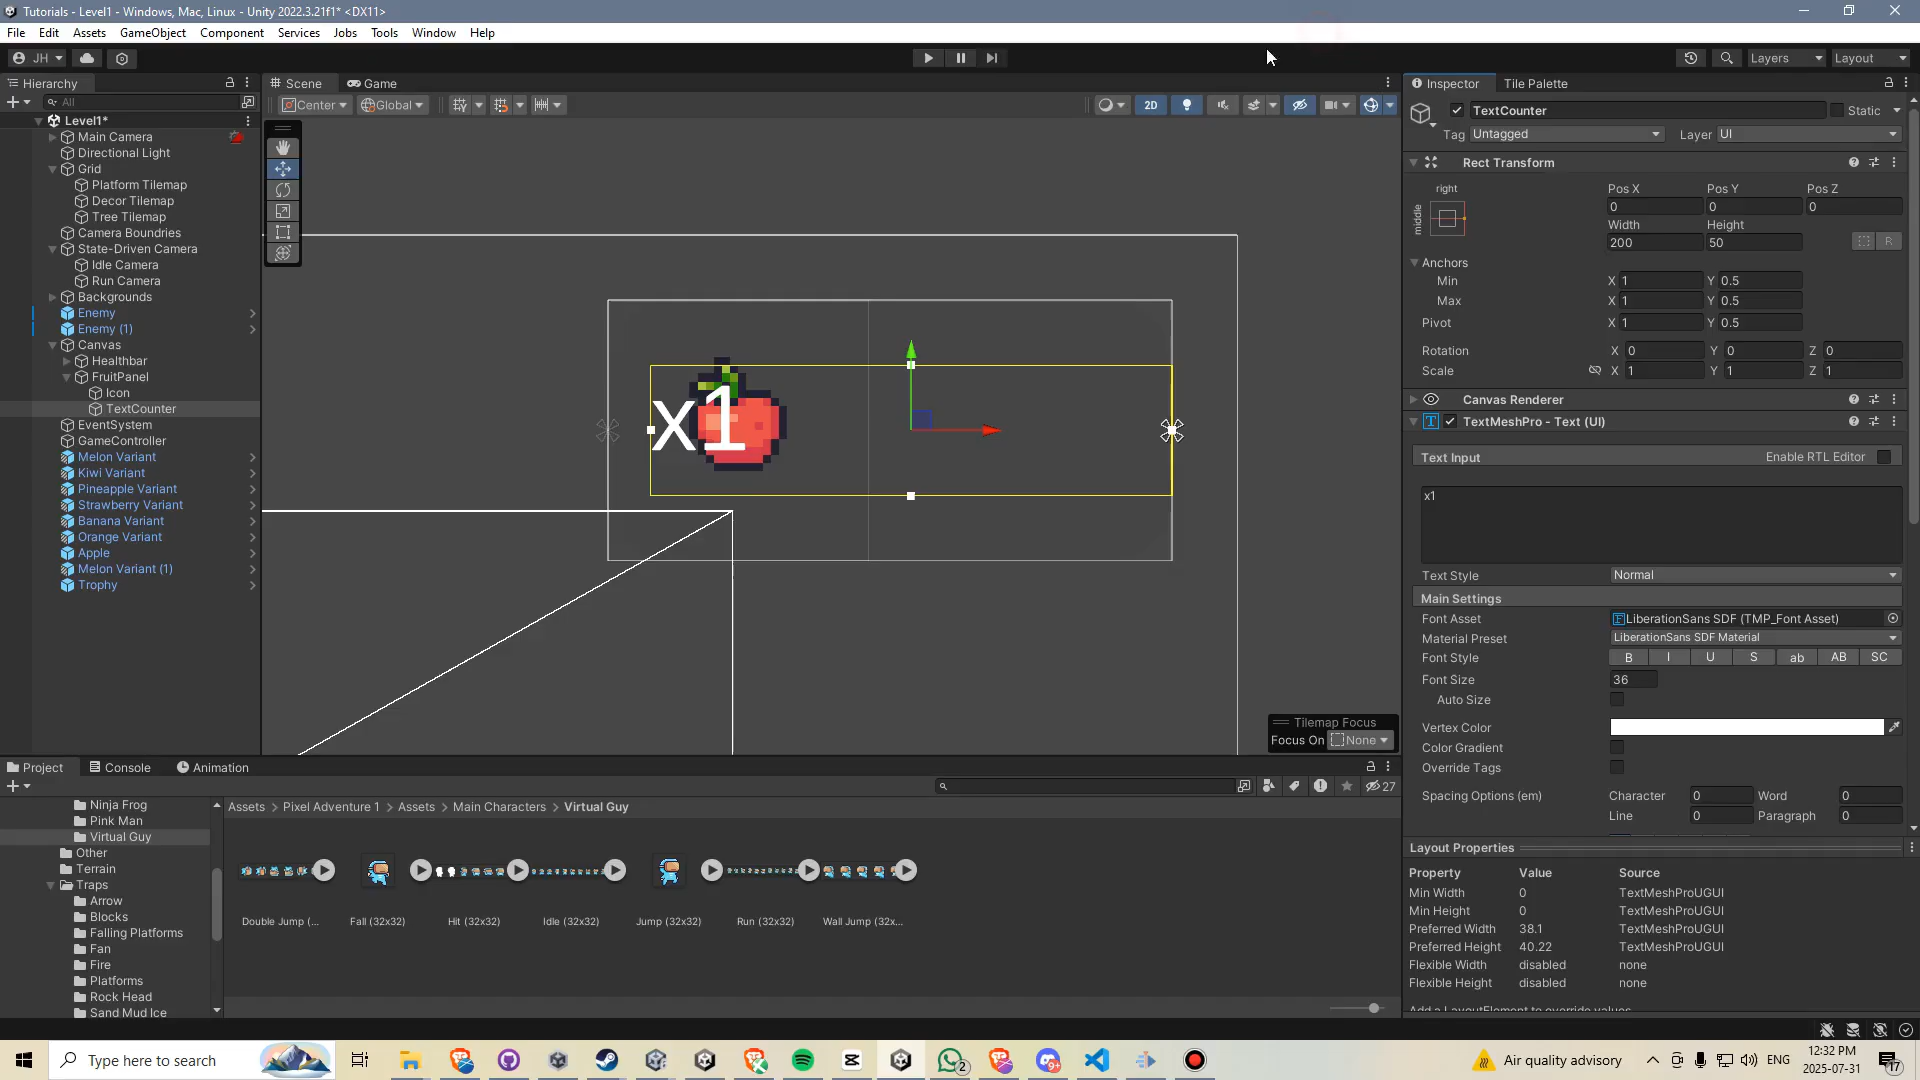 Tutorials - Level1 - Windows, Mac, Linux - Unity 2022.3.21f1* <DX11>
File Edit Assets GameObject Component Services Jobs Tools Window Help
JH Layers Layout
Hierarchy
All
Level1*
Main Camera
Directional Light
Grid
Platform Tilemap
Decor Tilemap
Tree Tilemap
Camera Boundries
State-Driven Camera
Idle Camera
Run Camera
Backgrounds
Enemy
Enemy (1)
Canvas
Healthbar
FruitPanel
Icon
TextCounter
EventSystem
GameController
Melon Variant
Kiwi Variant
Pineapple Variant
Strawberry Variant
Banana Variant
Orange Variant
Apple
Melon Variant (1)
Trophy
Scene Game
Center Global 2D
x1
Tilemap Focus
Focus On None
Inspector Tile Palette
TextCounter Static
Tag Untagged Layer UI
Rect Transform
right
middle
Pos X Pos Y Pos Z
0 0 0
Width Height
200 50 R
Anchors
Min X 1 Y 0.5
Max X 1 Y 0.5
Pivot X 1 Y 0.5
Rotation X 0 Y 0 Z 0
Scale X 1 Y 1 Z 1
Canvas Renderer
TextMeshPro - Text (UI)
Text Input Enable RTL Editor
x1
Text Style Normal
Main Settings
Font Asset LiberationSans SDF (TMP_Font Asset)
Material Preset LiberationSans SDF Material
Font Style B I U S ab AB SC
Font Size 36
Auto Size
Vertex Color
Color Gradient
Override Tags
Spacing Options (em) Character 0 Word 0
Line 0 Paragraph 0
Layout Properties
Property Value Source
Min Width 0 TextMeshProUGUI
Min Height 0 TextMeshProUGUI
Preferred Width 38.1 TextMeshProUGUI
Preferred Height 40.22 TextMeshProUGUI
Flexible Width disabled none
Flexible Height disabled none
Add a LayoutElement to override values
Project Console Animation
27
Ninja Frog
Pink Man
Virtual Guy
Other
Terrain
Traps
Arrow
Blocks
Falling Platforms
Fan
Fire
Platforms
Rock Head
Sand Mud Ice
Assets > Pixel Adventure 1 > Assets > Main Characters > Virtual Guy
Double Jump (... Fall (32x32) Hit (32x32) Idle (32x32) Jump (32x32) Run (32x32) Wall Jump (32x...
Type here to search
2
Air quality advisory
ENG
12:32 PM
2025-07-31
17